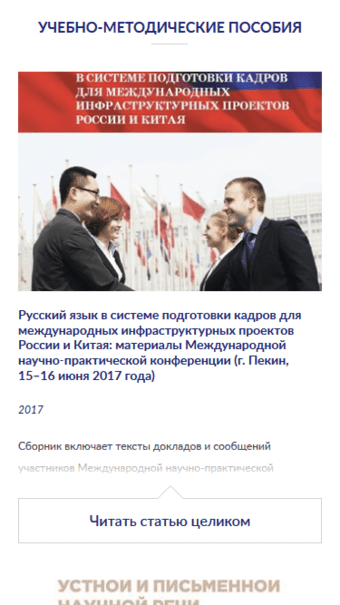 УЧЕБНО-МЕТОДИЧЕСКИЕ ПОСОБИЯ
В СИСТЕМЕ ПОДГОТОВКИ КАДРОВ
ДЛЯ МЕЖДУНАРОДНЫХ
ИНФРАСТРУКТУРНЫХ ПРОЕКТОВ
РОССИИ И КИТАЯ
Русский язык в системе подготовки кадров для
международных инфраструктурных проектов
России и Китая: материалы Международной
научно-практической конференции (г. Пекин,
15–16 июня 2017 года)
2017
Сборник включает тексты докладов и сообщений
участников Международной научно-практической
Читать статью целиком
УСТНОЙ И ПИСЬМЕННОЙ
НАУЧНОЙ РЕЧИ